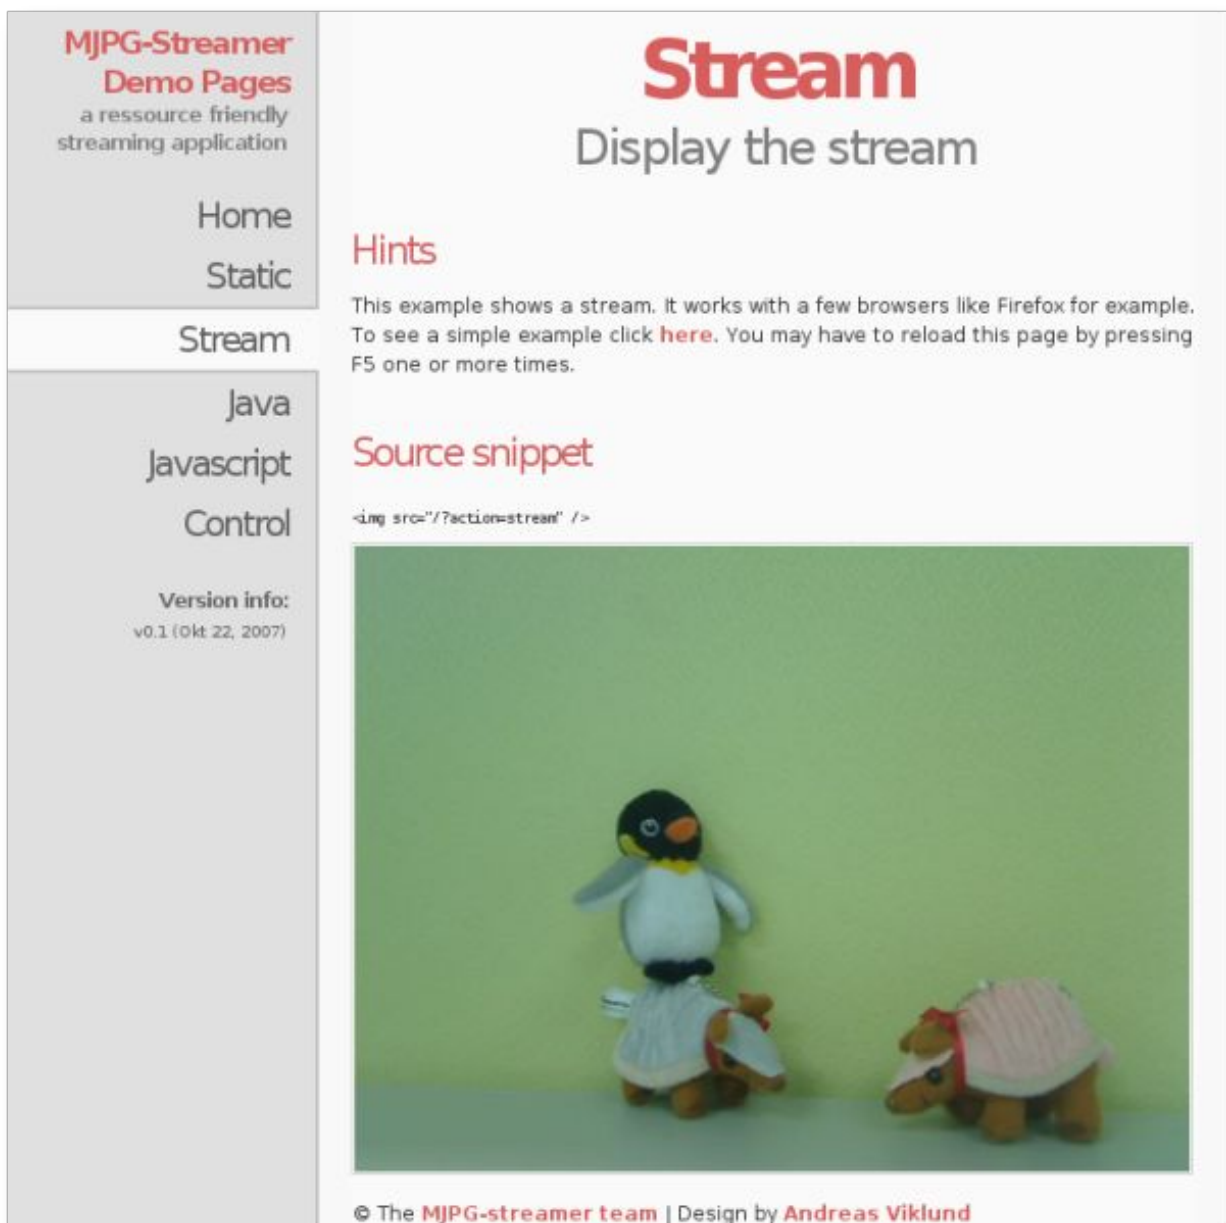 MJPG-Streamer
Demo Pages
a ressource friendly
streaming application
Home
Static
Stream
Java
Javascript
Control
Version info:
v0.1 (Okt 22, 2007)
Stream
Display the stream
Hints
This example shows a stream. It works with a few browsers like Firefox for example.
To see a simple example click here. You may have to reload this page by pressing
F5 one or more times.
Source snippet
<img src="/?action=stream" />
© The MJPG-streamer team | Design by Andreas Viklund